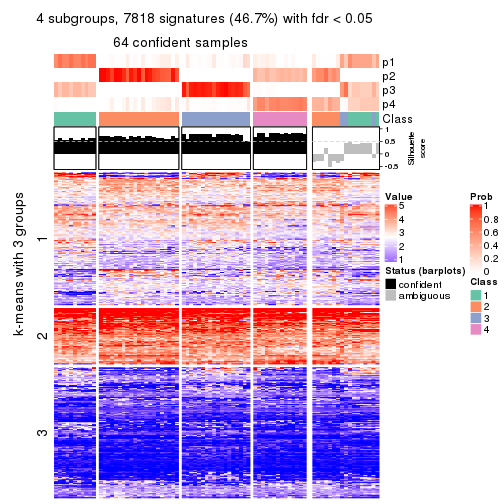 4 subgroups, 7818 signatures (46.7%) with fdr < 0.05
64 confident samples
p1
p2
p3
p4
Class
1
0.5
0
-0.5
Silhouette
score
k-means with 3 groups
1
2
3
Value
5
4
3
2
1
Status (barplots)
confident
ambiguous
Prob
1
0.8
0.6
0.4
0.2
0
Class
1
2
3
4